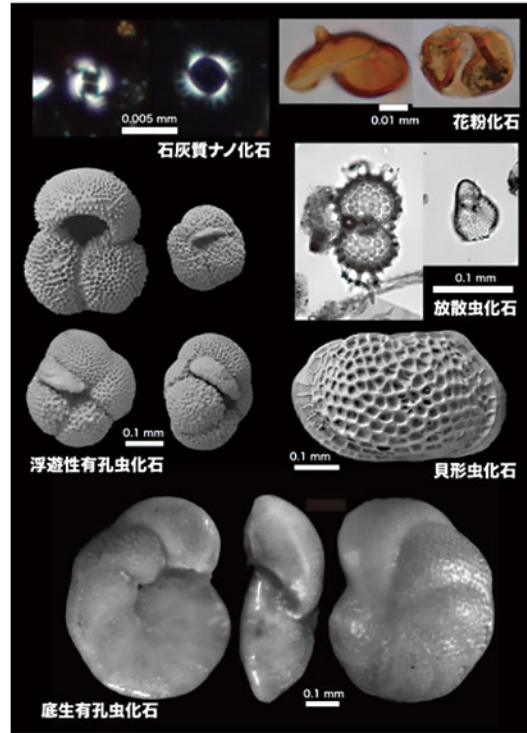 0.005 mm
石灰質ナノ化石
0.01 mm
花粉化石
0.1 mm
放散虫化石
0.1 mm
浮遊性有孔虫化石
0.1 mm
貝形虫化石
0.1 mm
底生有孔虫化石